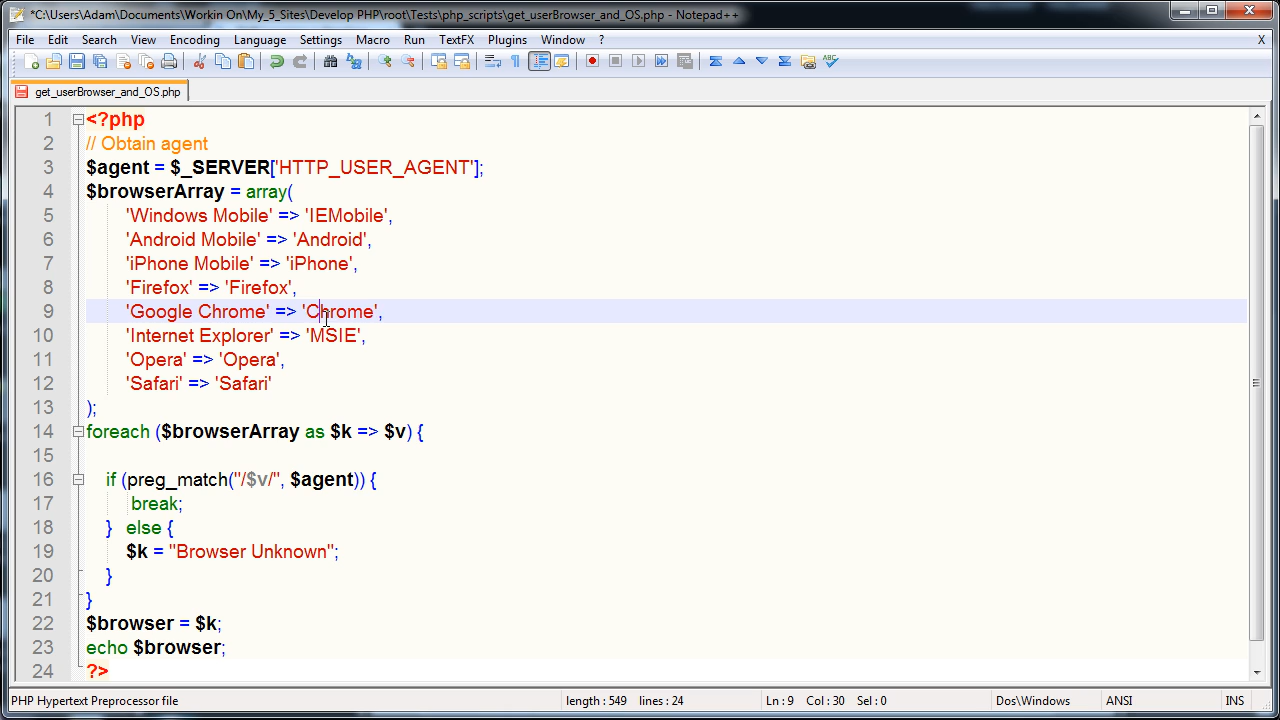 *C:\Users\Adam\Documents\Workin On\My_5_Sites\Develop PHP\root\Tests\php_scripts\get_userBrowser_and_OS.php - Notepad++
File Edit Search View Encoding Language Settings Macro Run TextFX Plugins Window ? X
get_userBrowser_and_OS.php
1 <?php
2 // Obtain agent
3 $agent = $_SERVER['HTTP_USER_AGENT'];
4 $browserArray = array(
5 'Windows Mobile' => 'IEMobile',
6 'Android Mobile' => 'Android',
7 'iPhone Mobile' => 'iPhone',
8 'Firefox' => 'Firefox',
9 'Google Chrome' => 'Chrome',
10 'Internet Explorer' => 'MSIE',
11 'Opera' => 'Opera',
12 'Safari' => 'Safari'
13 );
14 foreach ($browserArray as $k => $v) {
15
16 if (preg_match("/$v/", $agent)) {
17 break;
18 } else {
19 $k = "Browser Unknown";
20 }
21 }
22 $browser = $k;
23 echo $browser;
24 ?>
PHP Hypertext Preprocessor file length : 549 lines : 24 Ln : 9 Col : 30 Sel : 0 Dos\Windows ANSI INS